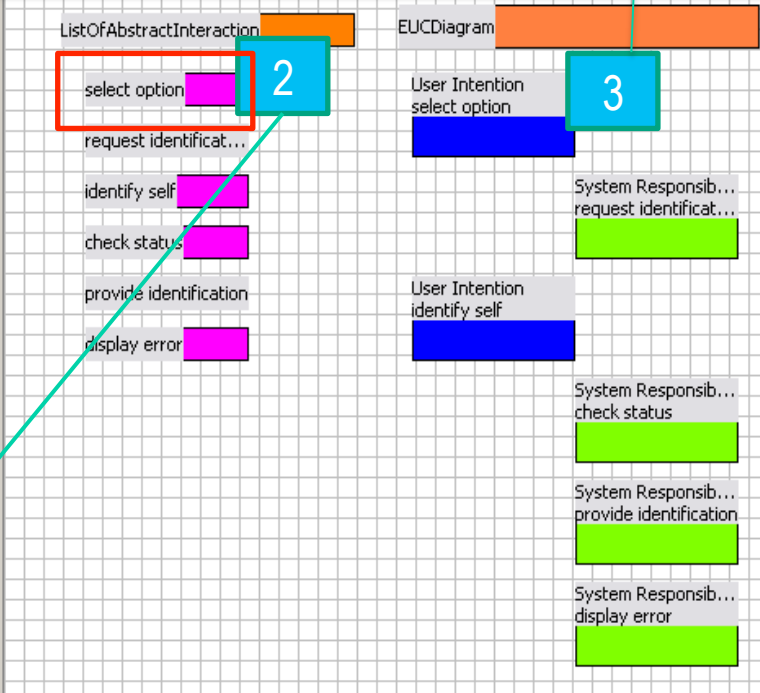 ListOfAbstractInteraction
2
select option
request identificat...
identify self
check status
provide identification
display error
EUCDiagram
3
User Intention
select option
System Responsib...
request identificat...
User Intention
identify self
System Responsib...
check status
System Responsib...
provide identification
System Responsib...
display error